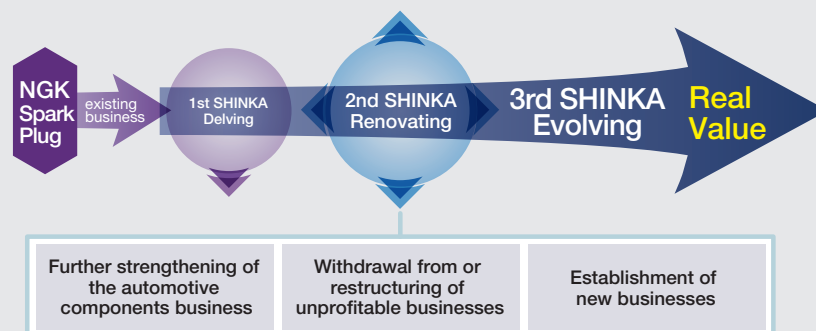 NGK
Spark
Plug
existing
business
1st SHINKA
Delving
2nd SHINKA
Renovating
3rd SHINKA
Evolving
Real
Value
Further strengthening of
the automotive
components business
Withdrawal from or
restructuring of
unprofitable businesses
Establishment of
new businesses